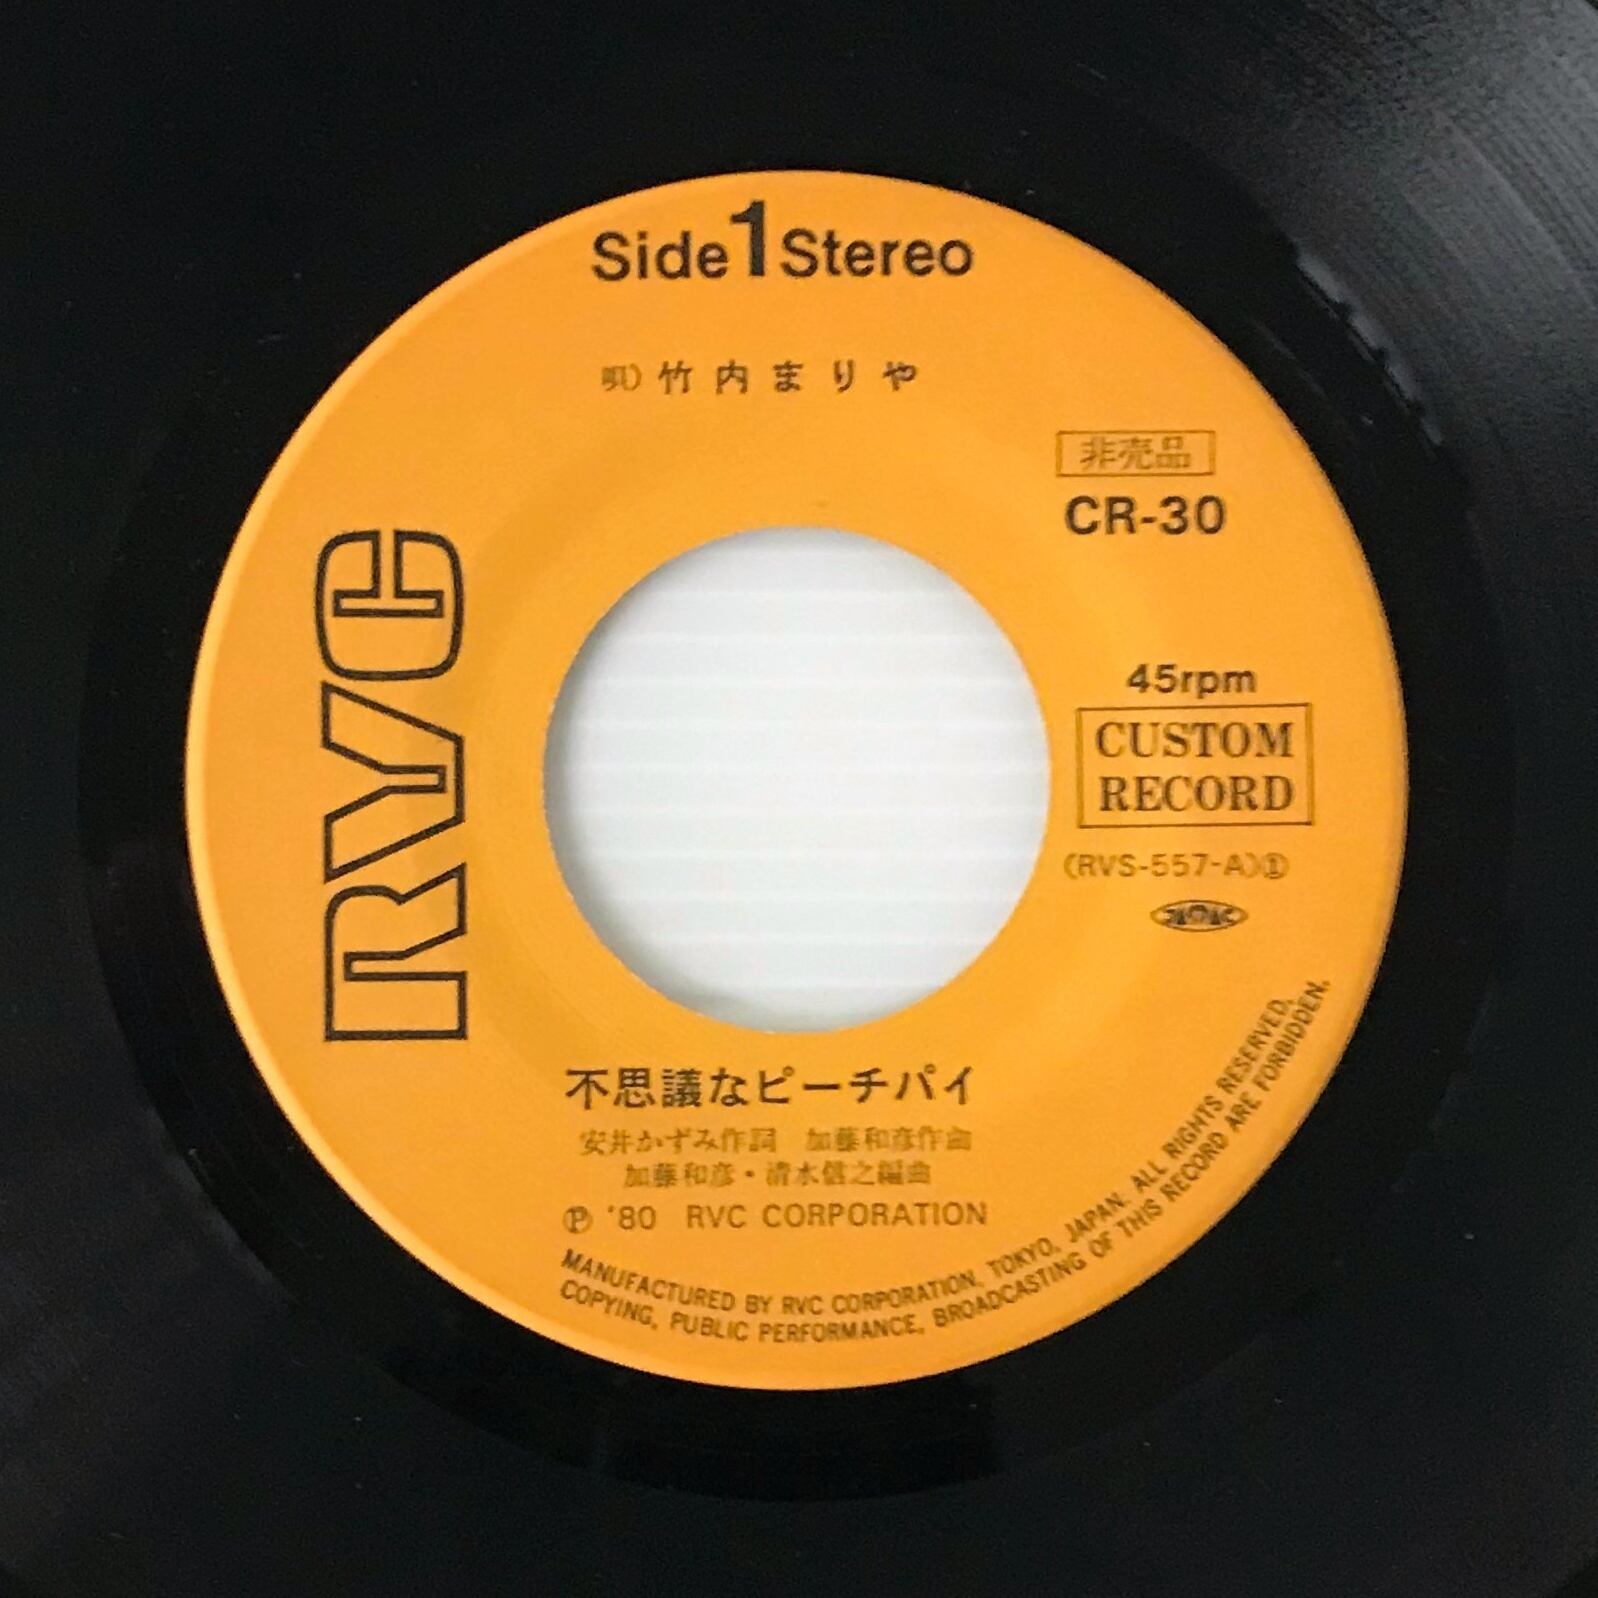 Side 1 Stereo
唄) 竹内まりや
非売品
CR-30
RVC
45rpm
CUSTOM
RECORD
(RVS-557-A)①
JASRAC
不思議なピーチパイ
安井かずみ作詞 加藤和彦作曲
加藤和彦・清水信之編曲
Ⓟ '80 RVC CORPORATION
MANUFACTURED BY RVC CORPORATION, TOKYO, JAPAN. ALL RIGHTS RESERVED.
COPYING, PUBLIC PERFORMANCE, BROADCASTING OF THIS RECORD ARE FORBIDDEN.